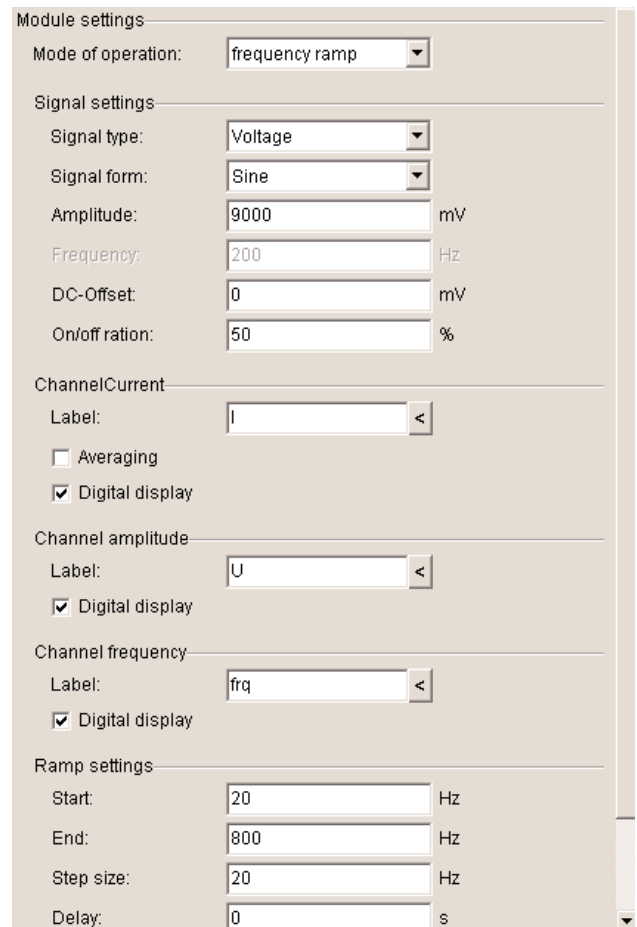 Module settings
Mode of operation: frequency ramp
Signal settings
Signal type: Voltage
Signal form: Sine
Amplitude: 9000 mV
Frequency: 200 Hz
DC-Offset: 0 mV
On/off ration: 50 %
ChannelCurrent
Label: I <
Averaging
Digital display
Channel amplitude
Label: U <
Digital display
Channel frequency
Label: frq <
Digital display
Ramp settings
Start: 20 Hz
End: 800 Hz
Step size: 20 Hz
Delay: 0 s